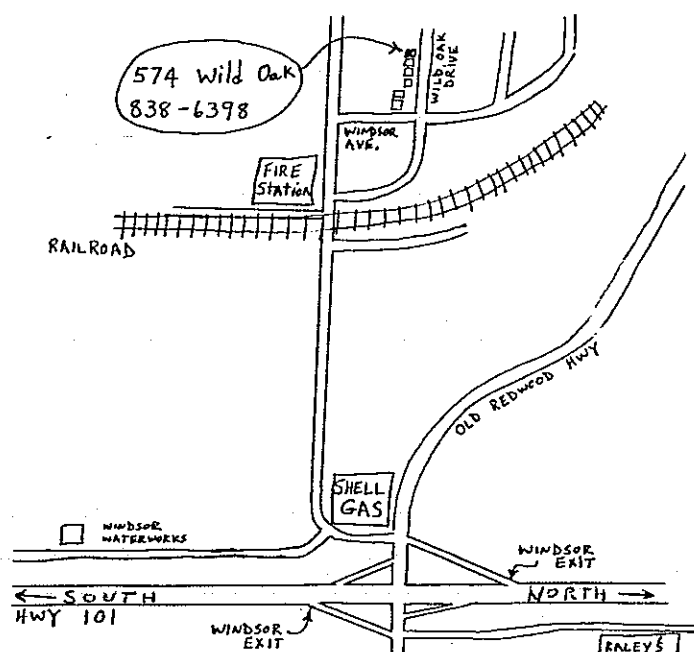 574 Wild Oak
838-6398
WILD OAK
DRIVE
WINDSOR
AVE.
FIRE
Station
RAILROAD
OLD REDWOOD HWY
SHELL
GAS
WINDSOR
WATERWORKS
WINDSOR
EXIT
SOUTH
NORTH
HWY 101
WINDSOR
EXIT
RALEY'S